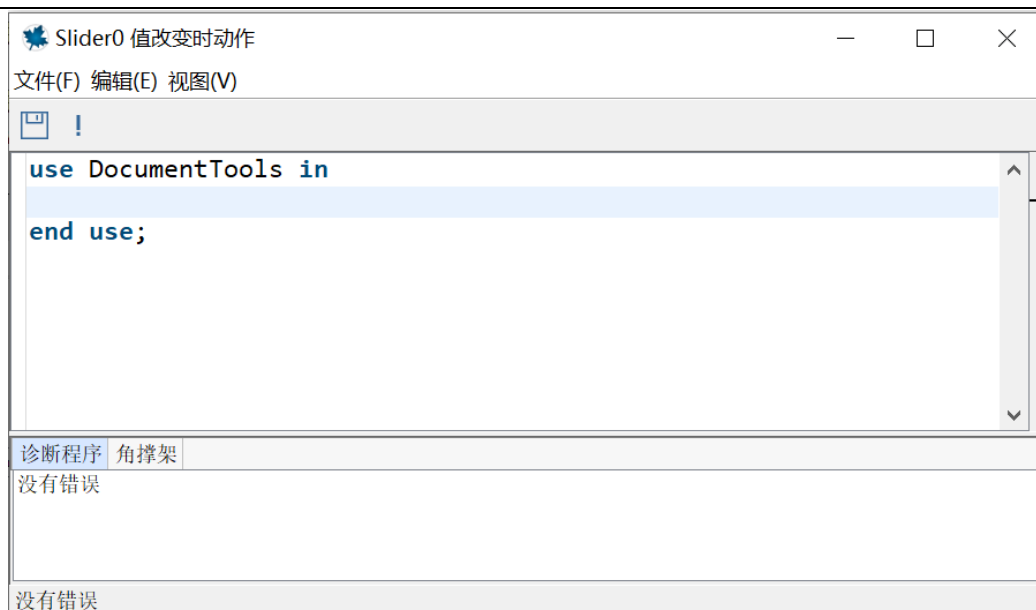 Slider0 值改变时动作
文件(F) 编辑(E) 视图(V)
!
use DocumentTools in
end use;
诊断程序 角撑架
没有错误
没有错误